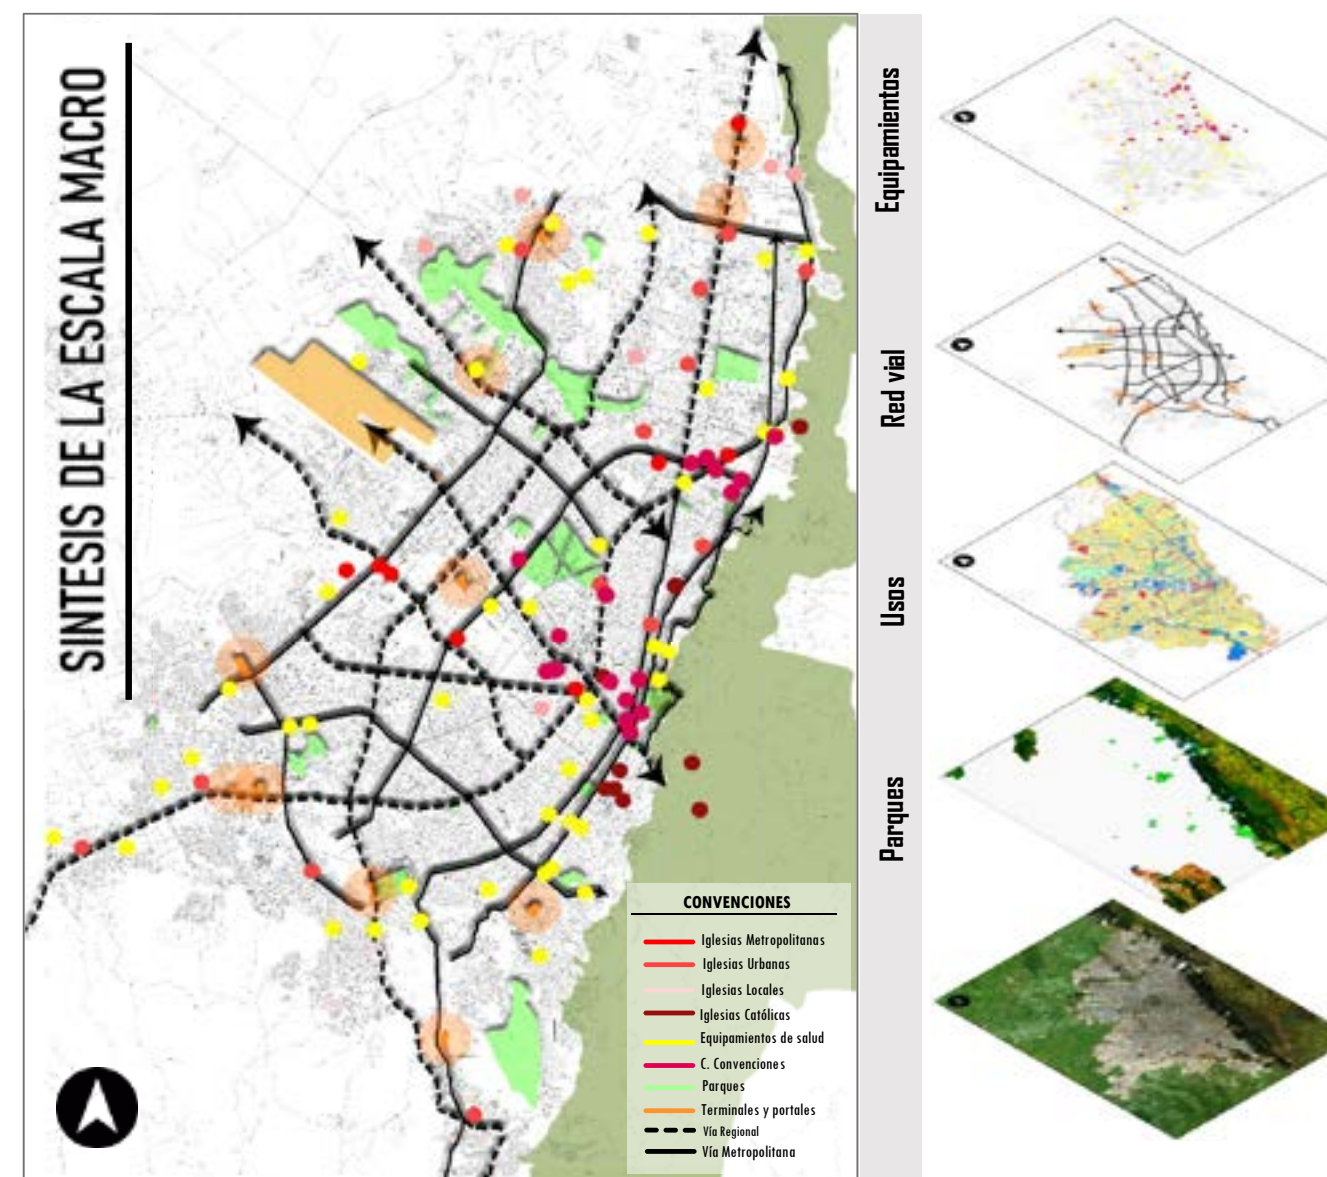 SINTESIS DE LA ESCALA MACRO
CONVENCIONES
Iglesias Metropolitanas
Iglesias Urbanas
Iglesias Locales
Iglesias Católicas
Equipamientos de salud
C. Convenciones
Parques
Terminales y portales
Vía Regional
Vía Metropolitana
Equipamientos
Red vial
Usos
Parques